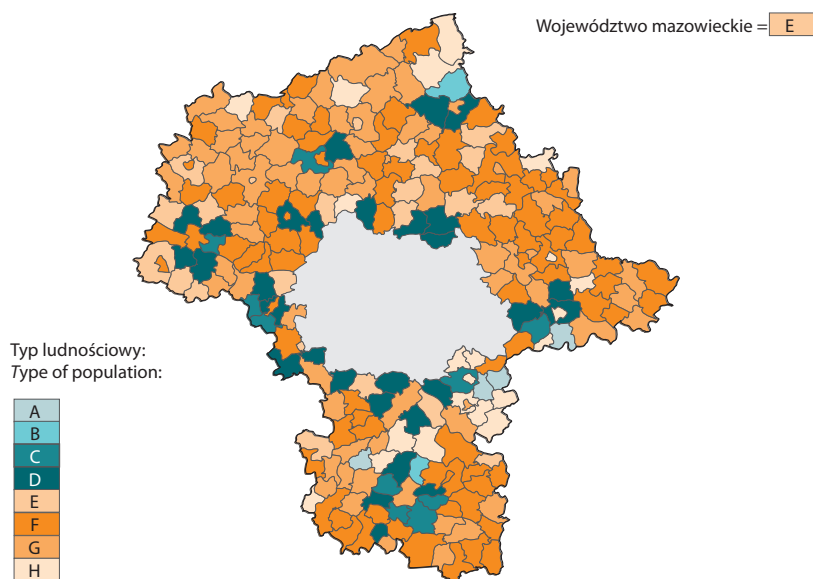 Województwo mazowieckie = E
Typ ludnościowy:
Type of population:
A
B
C
D
E
F
G
H